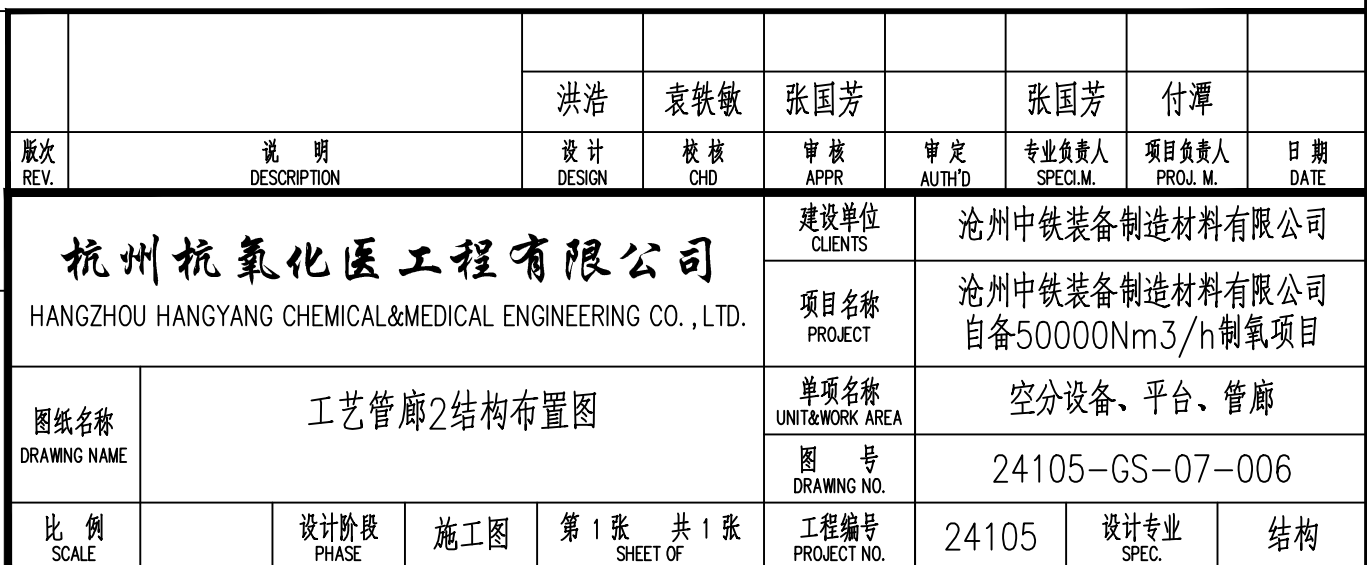 洪浩 袁轶敏 张国芳 张国芳 付潭
版次 说 明 设 计 校 核 审 核 审 定 专业负责人 项目负责人 日 期
REV. DESCRIPTION DESIGN CHD APPR AUTH'D SPECI.M. PROJ. M. DATE
杭州杭氧化医工程有限公司
HANGZHOU HANGYANG CHEMICAL&MEDICAL ENGINEERING CO.,LTD.
建设单位
CLIENTS
沧州中铁装备制造材料有限公司
项目名称
PROJECT
沧州中铁装备制造材料有限公司
自备50000Nm3/h制氧项目
图纸名称
DRAWING NAME
工艺管廊2结构布置图
单项名称
UNIT&WORK AREA
空分设备、平台、管廊
图 号
DRAWING NO.
24105-GS-07-006
比 例
SCALE
设计阶段
PHASE
施工图
第 1 张 共 1 张
SHEET OF
工程编号
PROJECT NO.
24105
设计专业
SPEC.
结构